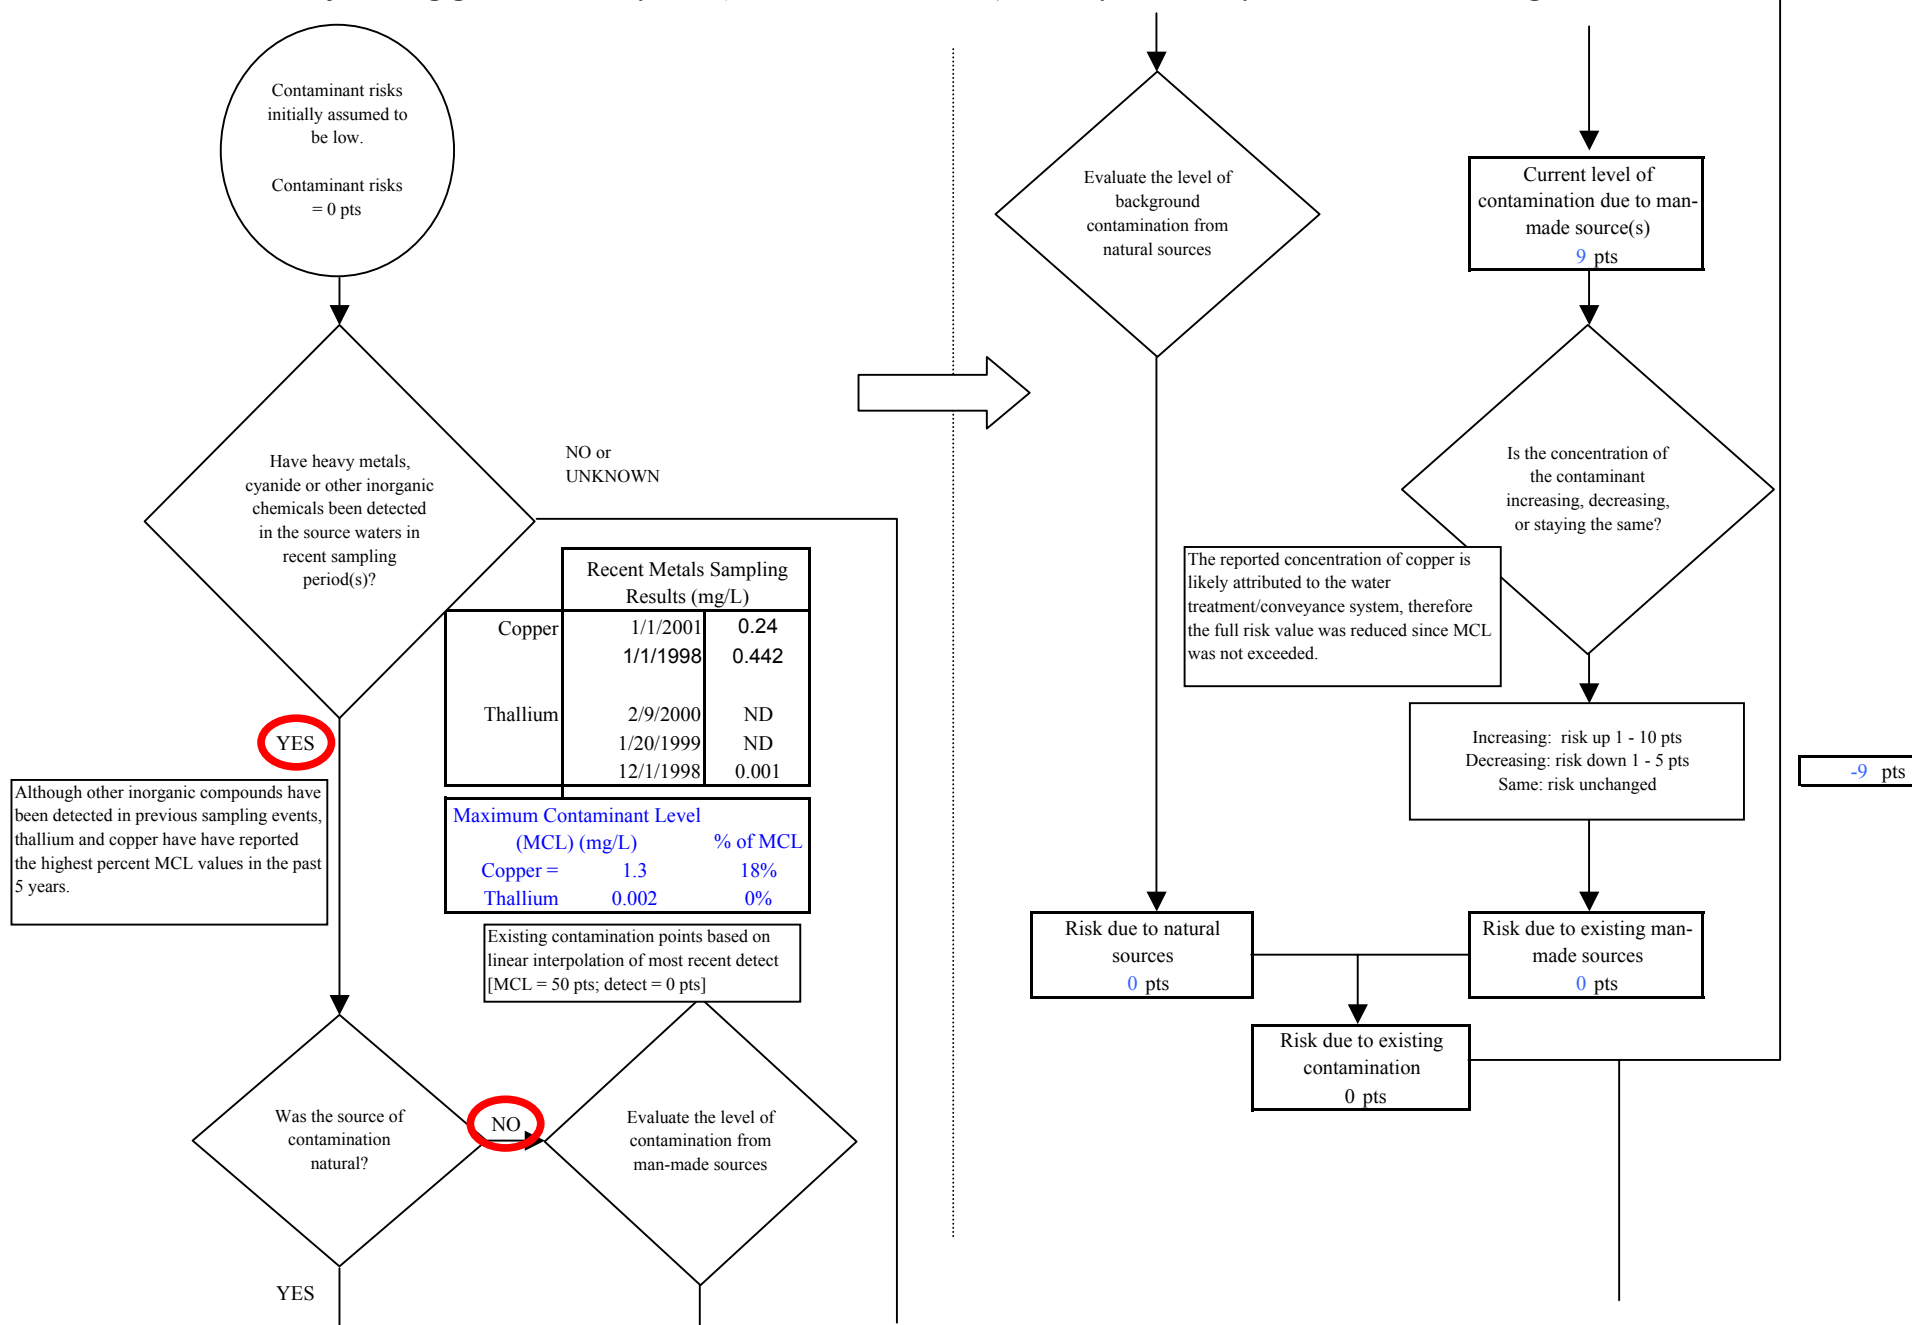 Contaminant risks
initially assumed to
be low.
Contaminant risks
= 0 pts
Have heavy metals,
cyanide or other inorganic
chemicals been detected
in the source waters in
recent sampling
period(s)?
NO or
UNKNOWN
YES
Although other inorganic compounds have
been detected in previous sampling events,
thallium and copper have have reported
the highest percent MCL values in the past
5 years.
Recent Metals Sampling
Results (mg/L)
Copper 1/1/2001 0.24
1/1/1998 0.442
Thallium 2/9/2000 ND
1/20/1999 ND
12/1/1998 0.001
Maximum Contaminant Level
(MCL) (mg/L) % of MCL
Copper = 1.3 18%
Thallium 0.002 0%
Existing contamination points based on
linear interpolation of most recent detect
[MCL = 50 pts; detect = 0 pts]
Was the source of
contamination
natural?
NO
Evaluate the level of
contamination from
man-made sources
YES
Evaluate the level of
background
contamination from
natural sources
Current level of
contamination due to man-
made source(s)
9 pts
Is the concentration of
the contaminant
increasing, decreasing,
or staying the same?
The reported concentration of copper is
likely attributed to the water
treatment/conveyance system, therefore
the full risk value was reduced since MCL
was not exceeded.
Increasing: risk up 1 - 10 pts
Decreasing: risk down 1 - 5 pts
Same: risk unchanged
-9 pts
Risk due to natural
sources
0 pts
Risk due to existing man-
made sources
0 pts
Risk due to existing
contamination
0 pts